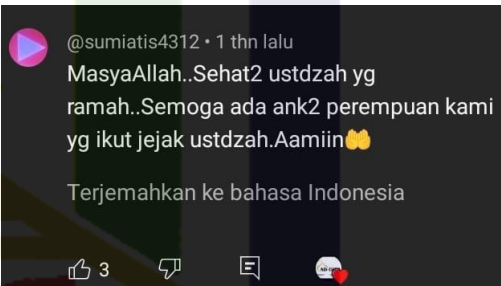 @sumiatis4312 • 1 thn lalu
MasyaAllah..Sehat2 ustdzah yg
ramah..Semoga ada ank2 perempuan kami
yg ikut jejak ustdzah.Aamiin🤲
Terjemahkan ke bahasa Indonesia
3